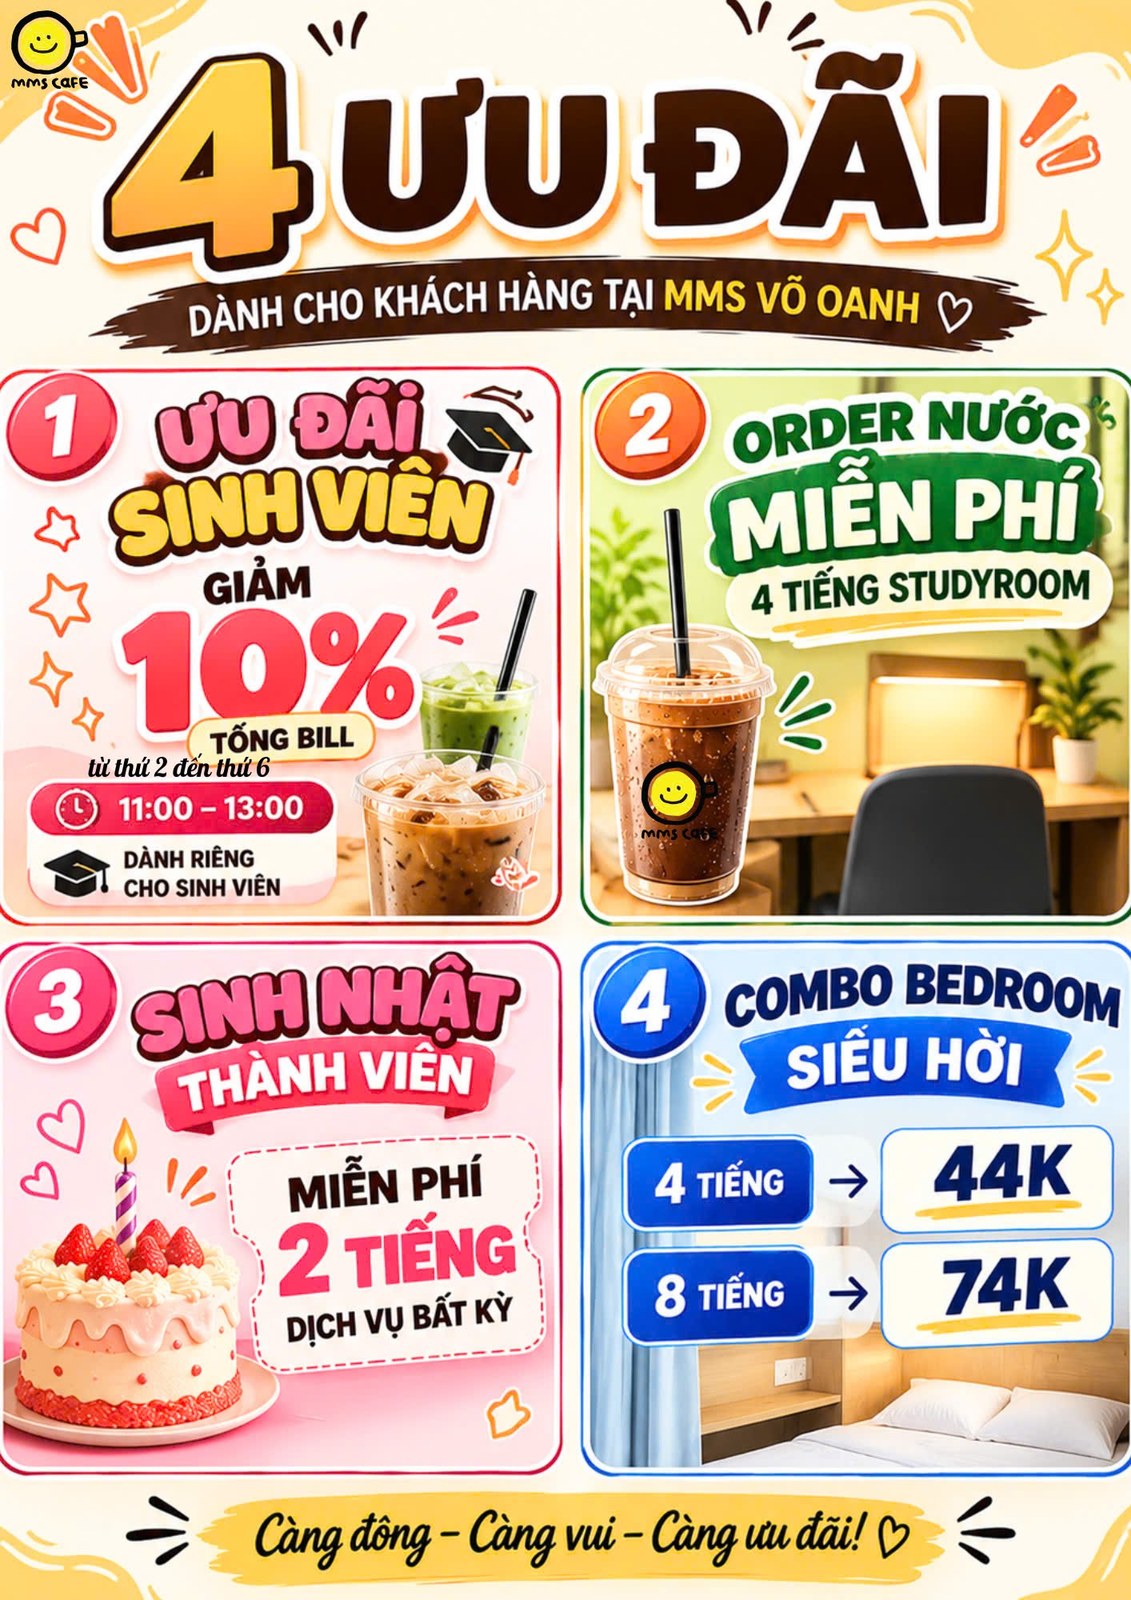 MMS CAFE
4 ƯU ĐÃI
DÀNH CHO KHÁCH HÀNG TẠI MMS VÕ OANH
1
ƯU ĐÃI
SINH VIÊN
GIẢM
10%
TỔNG BILL
từ thứ 2 đến thứ 6
11:00 – 13:00
DÀNH RIÊNG
CHO SINH VIÊN
2
ORDER NƯỚC
MIỄN PHÍ
4 TIẾNG STUDYROOM
MMS CAFE
3
SINH NHẬT
THÀNH VIÊN
MIỄN PHÍ
2 TIẾNG
DỊCH VỤ BẤT KỲ
4
COMBO BEDROOM
SIẾU HỜI
4 TIẾNG → 44K
8 TIẾNG → 74K
Càng đông – Càng vui – Càng ưu đãi!